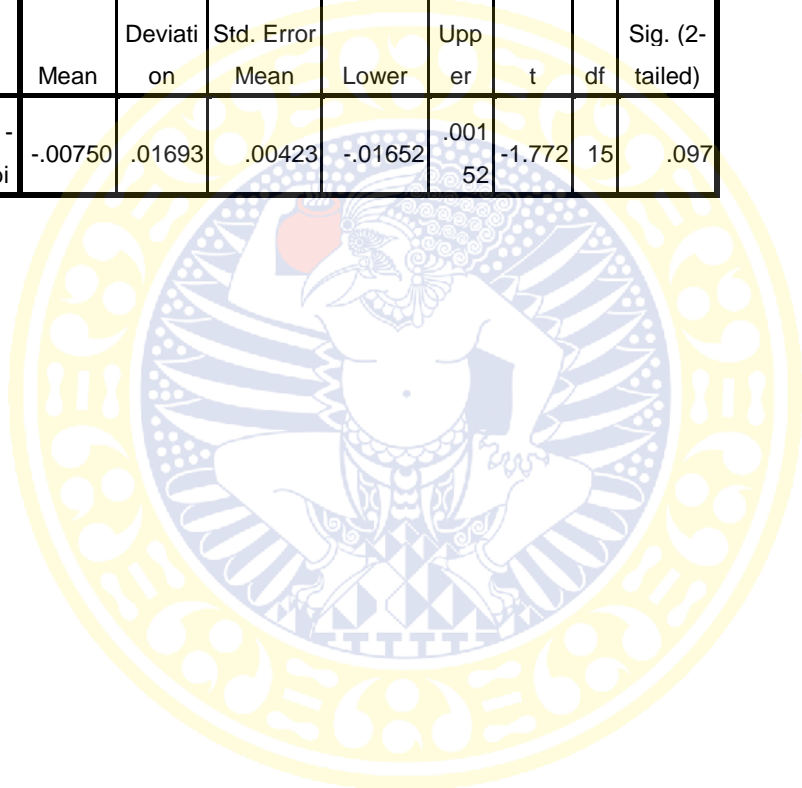 Deviati Std. Error Upp Sig. (2-
Mean on Mean Lower er t df tailed)
- .001
-.00750 .01693 .00423 -.01652 -1.772 15 .097
52